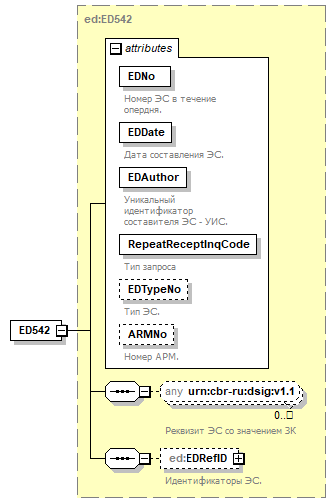 ed:ED542
attributes
EDNo
Номер ЭС в течение
опердня.
EDDate
Дата составления ЭС.
EDAuthor
Уникальный
идентификатор
составителя ЭС - УИС.
RepeatReceptInqCode
Тип запроса
EDTypeNo
Тип ЭС.
ARMNo
Номер АРМ.
ED542
any urn:cbr-ru:dsig:v1.1
0..
Реквизит ЭС со значением ЗК
ed:EDRefID
Идентификаторы ЭС.